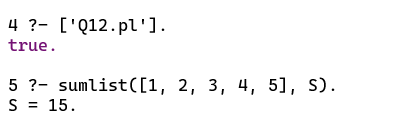 4 ?- ['Q12.pl'].
true.
5 ?- sumlist([1, 2, 3, 4, 5], S).
S = 15.